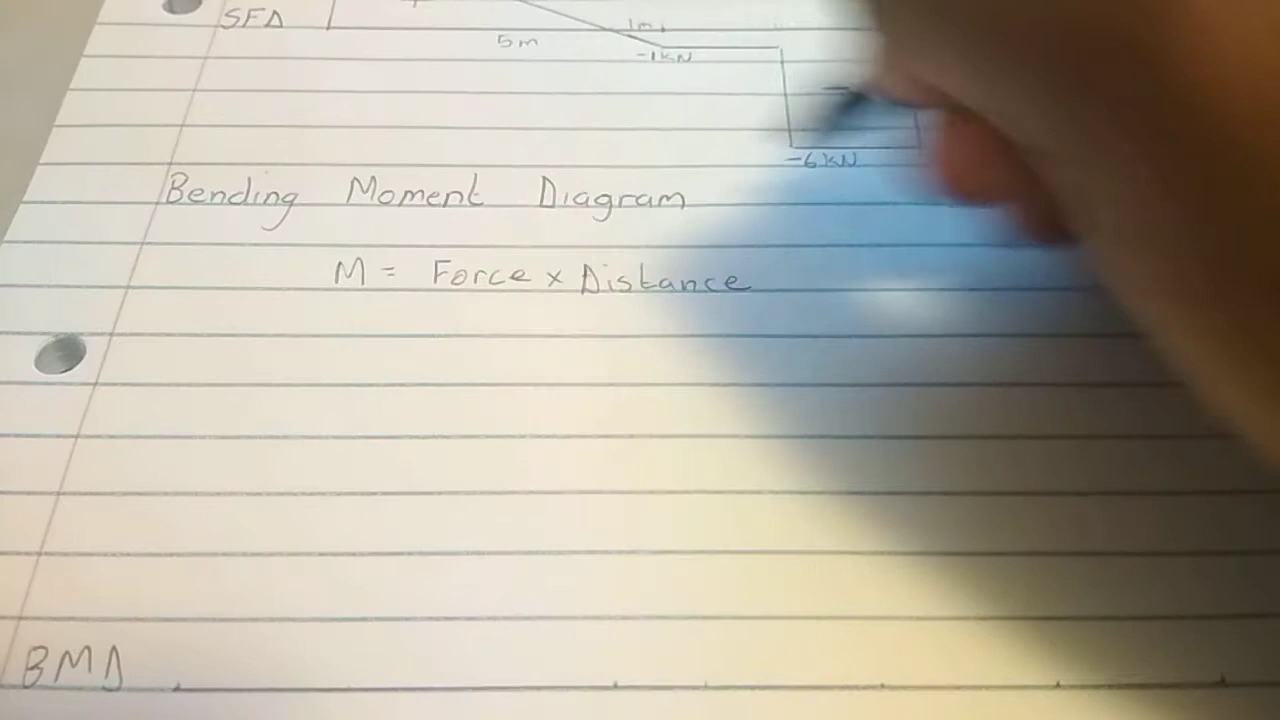 SFD
1m
5m
-1kN
-6kN
Bending Moment Diagram
M = Force × Distance
BMD